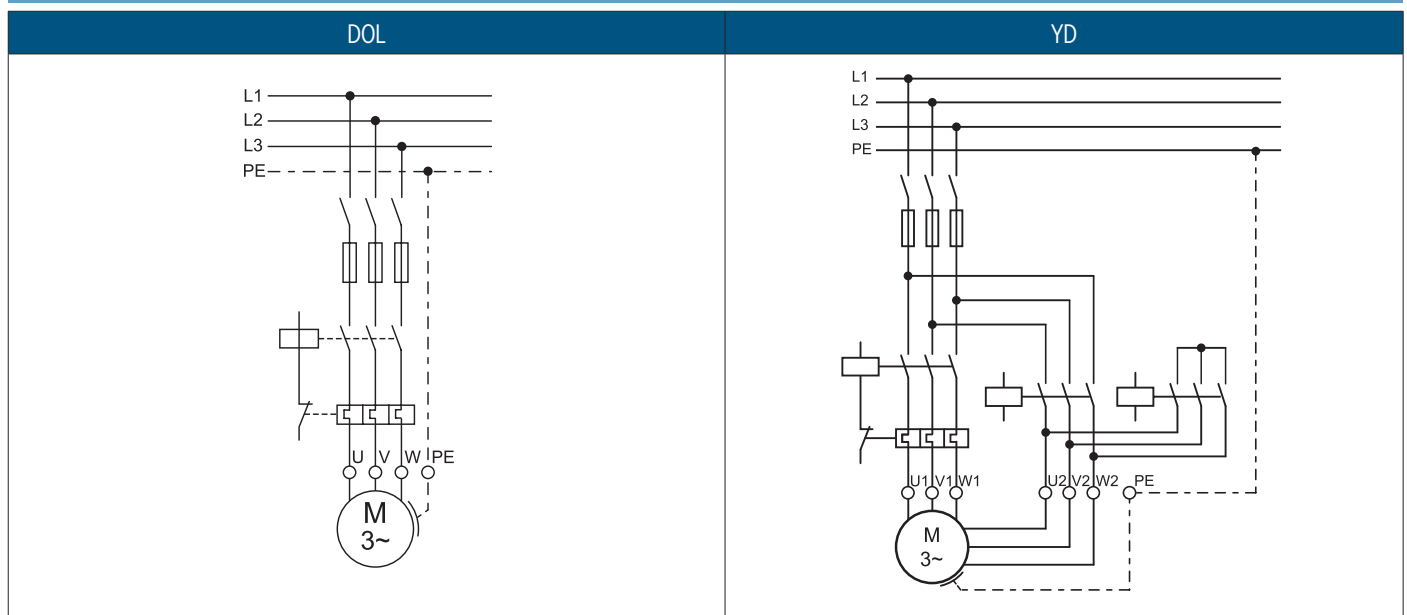 DOL
YD
L1
L2
L3
PE
U V W PE
M
3~
L1
L2
L3
PE
U1 V1 W1 U2 V2 W2 PE
M
3~